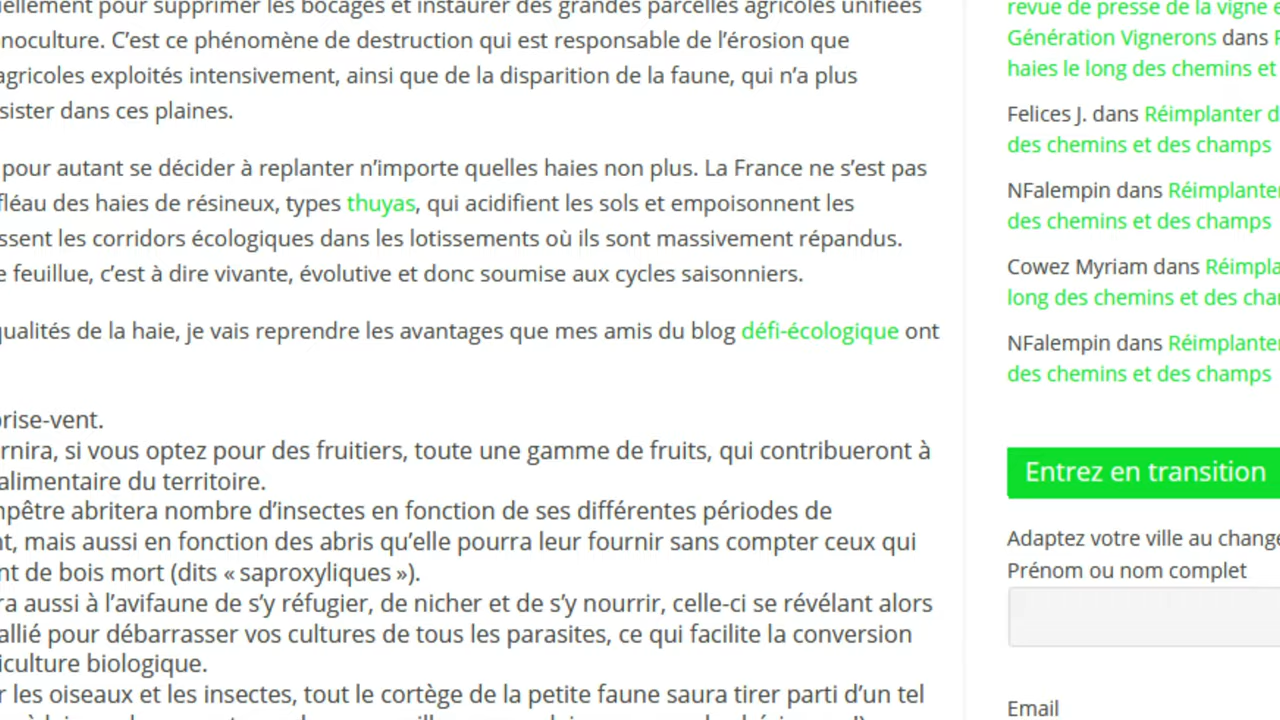 pour supprimer les bocages et instaurer des grandes parcelles agricoles unifiées
C’est ce phénomène de destruction qui est responsable de l’érosion que
agricoles exploités intensivement, ainsi que de la disparition de la faune, qui n’a plus
dans ces plaines.
pour autant se décider à replanter n’importe quelles haies non plus. La France ne s’est pas
fléau des haies de résineux, types thuyas, qui acidifient les sols et empoisonnent les
les corridors écologiques dans les lotissements où ils sont massivement répandus.
feuillue, c’est à dire vivante, évolutive et donc soumise aux cycles saisonniers.
qualités de la haie, je vais reprendre les avantages que mes amis du blog défi-écologique ont
brise-vent.
si vous optez pour des fruitiers, toute une gamme de fruits, qui contribueront à
alimentaire du territoire.
abritera nombre d’insectes en fonction de ses différentes périodes de
mais aussi en fonction des abris qu’elle pourra leur fournir sans compter ceux qui
de bois mort (dits « saproxyliques »).
aussi à l’avifaune de s’y réfugier, de nicher et de s’y nourrir, celle-ci se révélant alors
allié pour débarrasser vos cultures de tous les parasites, ce qui facilite la conversion
biologique.
les oiseaux et les insectes, tout le cortège de la petite faune saura tirer parti d’un tel
revue de presse de la vigne
Génération Vignerons dans
haies le long des chemins et
Felices J. dans Réimplanter
des chemins et des champs
NFalempin dans Réimplanter
des chemins et des champs
Cowez Myriam dans
long des chemins et des
NFalempin dans Réimplanter
des chemins et des champs
Entrez en transition
Adaptez votre ville au
Prénom ou nom complet
Email